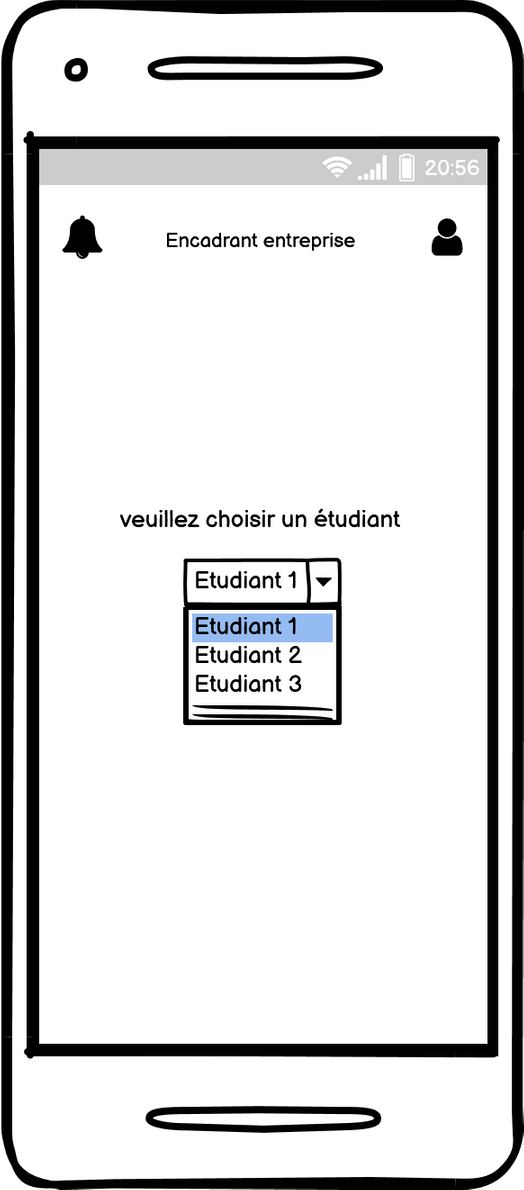 20:56
Encadrant entreprise
veuillez choisir un étudiant
Etudiant 1
Etudiant 1
Etudiant 2
Etudiant 3